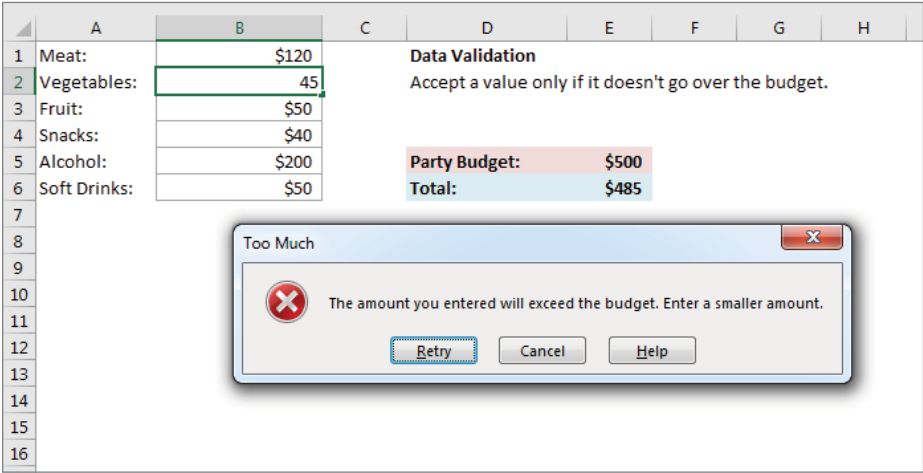 A B C D E F G H
1 Meat: $120 Data Validation
2 Vegetables: 45 Accept a value only if it doesn't go over the budget.
3 Fruit: $50
4 Snacks: $40
5 Alcohol: $200 Party Budget: $500
6 Soft Drinks: $50 Total: $485
7
8 Too Much
9
10 The amount you entered will exceed the budget. Enter a smaller amount.
11
12 Retry Cancel Help
13
14
15
16